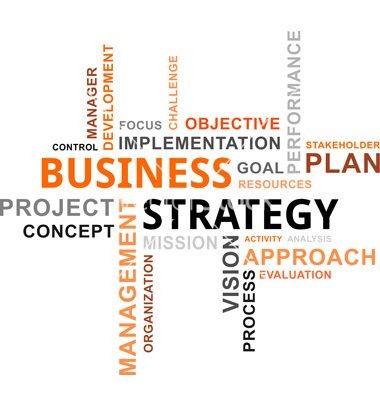 MANAGER
DEVELOPMENT
CHALLENGE
PERFORMANCE
FOCUS
OBJECTIVE
CONTROL
IMPLEMENTATION
STAKEHOLDER
BUSINESS
GOAL
PLAN
RESOURCES
PROJECT
STRATEGY
CONCEPT
MANAGEMENT
MISSION
ORGANIZATION
VISION
PROCESS
ACTIVITY
ANALYSIS
APPROACH
EVALUATION